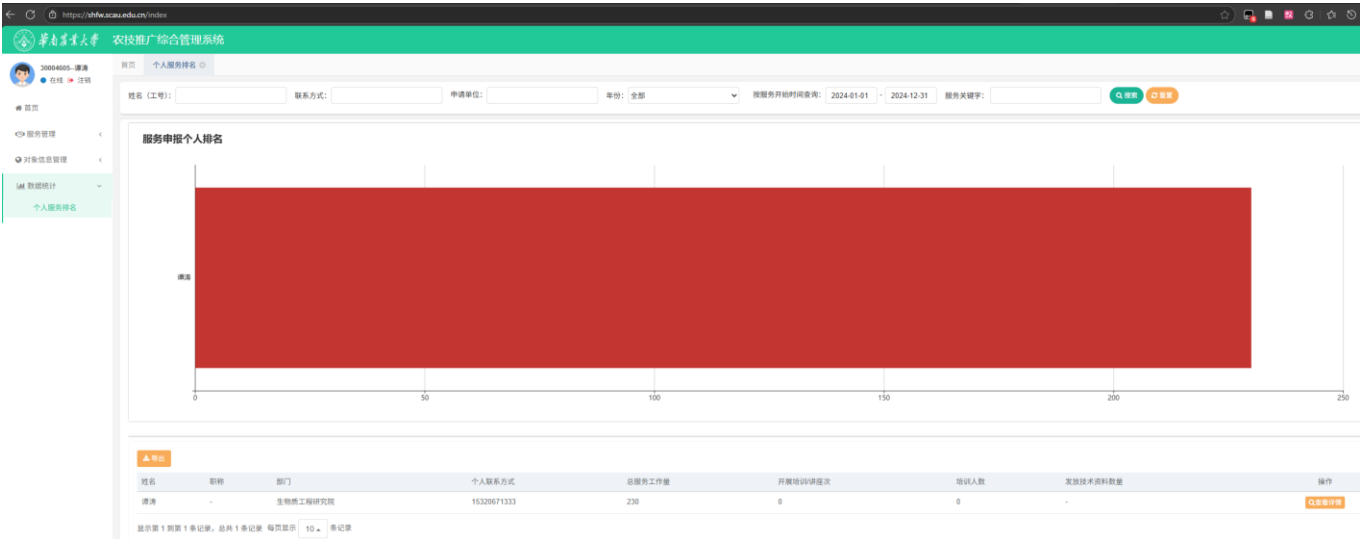 https://shfw.scau.edu.cn/index
华南农业大学 农技推广综合管理系统
30004605--谭涛
在线 注销
首页
服务管理
对象信息管理
数据统计
个人服务排名
首页 个人服务排名
姓名（工号）： 联系方式： 申请单位： 年份： 全部 按服务开始时间查询： 2024-01-01 - 2024-12-31 服务关键字： 搜索 重置
服务申报个人排名
谭涛
0 50 100 150 200 250
导出
姓名 职称 部门 个人联系方式 总服务工作量 开展培训/讲座次 培训人数 发放技术资料数量 操作
谭涛 - 生物质工程研究院 15320671333 230 0 0 - 查看详情
显示第 1 到第 1 条记录，总共 1 条记录 每页显示 10 条记录